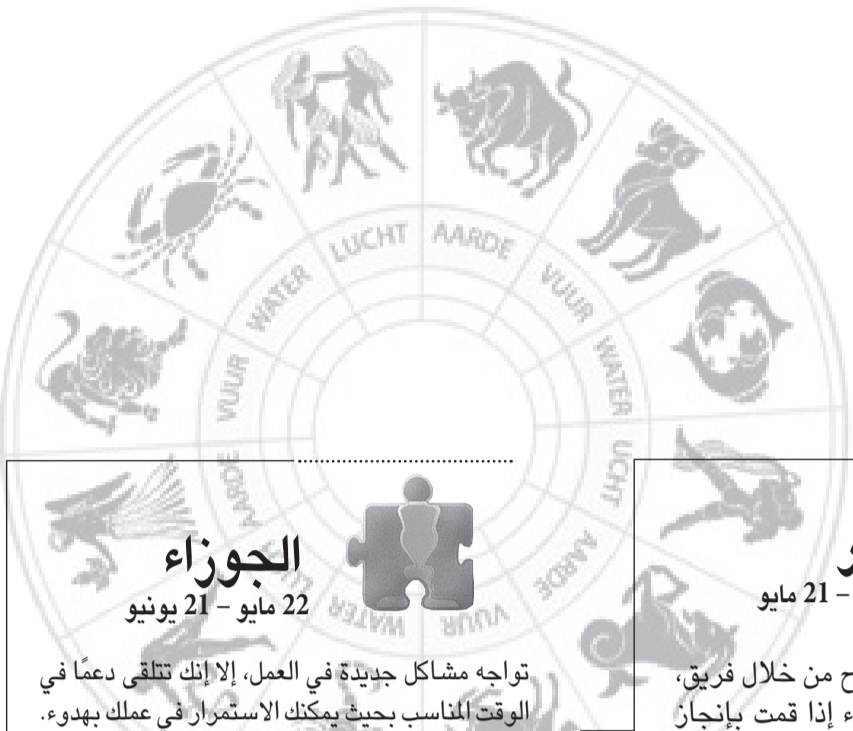 LUCHT
AARDE
VUUR
WATER
LICHT
AARDE
VUUR
WATER
AARDE
VUUR
WATER
الجوزاء
22 مايو – 21 يونيو
تواجه مشاكل جديدة في العمل، إلا إنك تتلقى دعمًا في
الوقت المناسب بحيث يمكنك الاستمرار في عملك بهدوء.
– 21 مايو
من خلال فريق،
إذا قمت بإنجاز